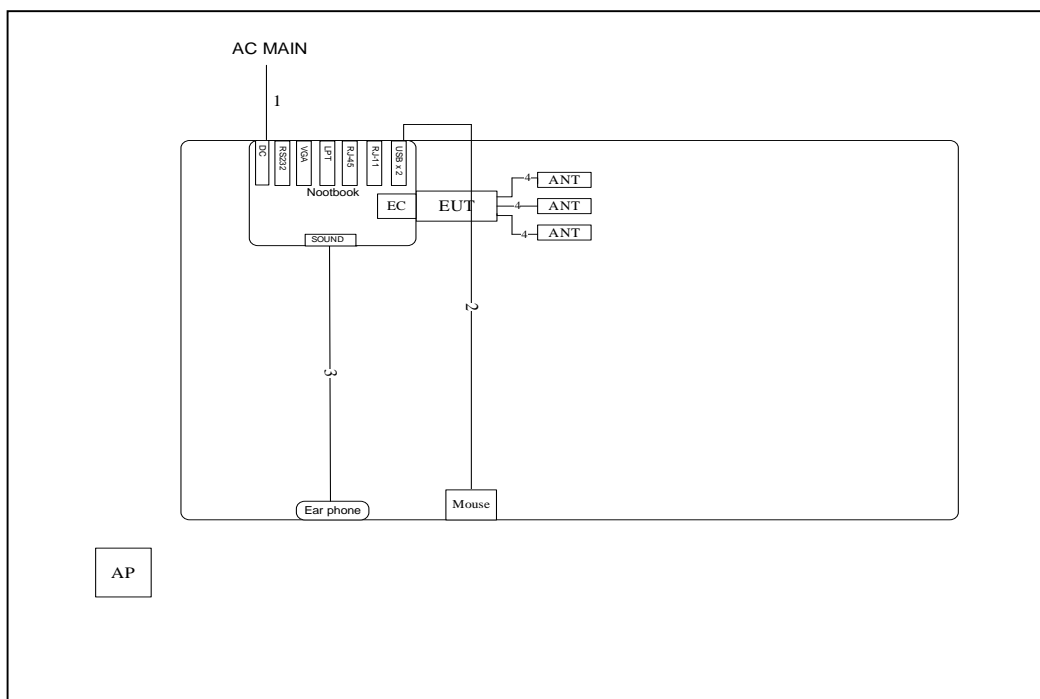 AC MAIN
1
DC
RS232
VGA
LPT
RJ-45
RJ-11
USB x 2
Nootbook
EC
EUT
4
ANT
4
ANT
4
ANT
SOUND
2
3
Ear phone
Mouse
AP